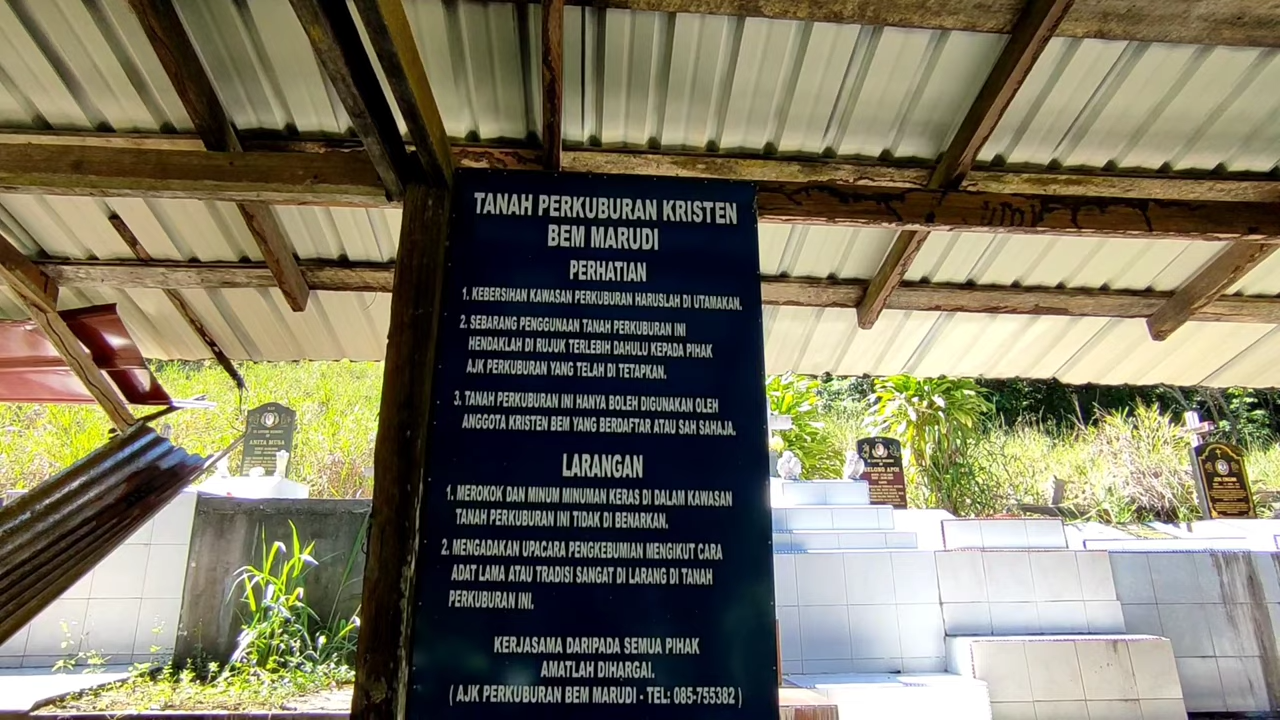 TANAH PERKUBURAN KRISTEN
BEM MARUDI
PERHATIAN
1. KEBERSIHAN KAWASAN PERKUBURAN HARUSLAH DI UTAMAKAN.
2. SEBARANG PENGGUNAAN TANAH PERKUBURAN INI
HENDAKLAH DI RUJUK TERLEBIH DAHULU KEPADA PIHAK
AJK PERKUBURAN YANG TELAH DI TETAPKAN.
3. TANAH PERKUBURAN INI HANYA BOLEH DIGUNAKAN OLEH
ANGGOTA KRISTEN BEM YANG BERDAFTAR ATAU SAH SAHAJA.
LARANGAN
1. MEROKOK DAN MINUM MINUMAN KERAS DI DALAM KAWASAN
TANAH PERKUBURAN INI TIDAK DI BENARKAN.
2. MENGADAKAN UPACARA PENGKEBUMIAN MENGIKUT CARA
ADAT LAMA ATAU TRADISI SANGAT DI LARANG DI TANAH
PERKUBURAN INI.
KERJASAMA DARIPADA SEMUA PIHAK
AMATLAH DIHARGAI.
( AJK PERKUBURAN BEM MARUDI - TEL: 085-755382 )
ANITA MUSA